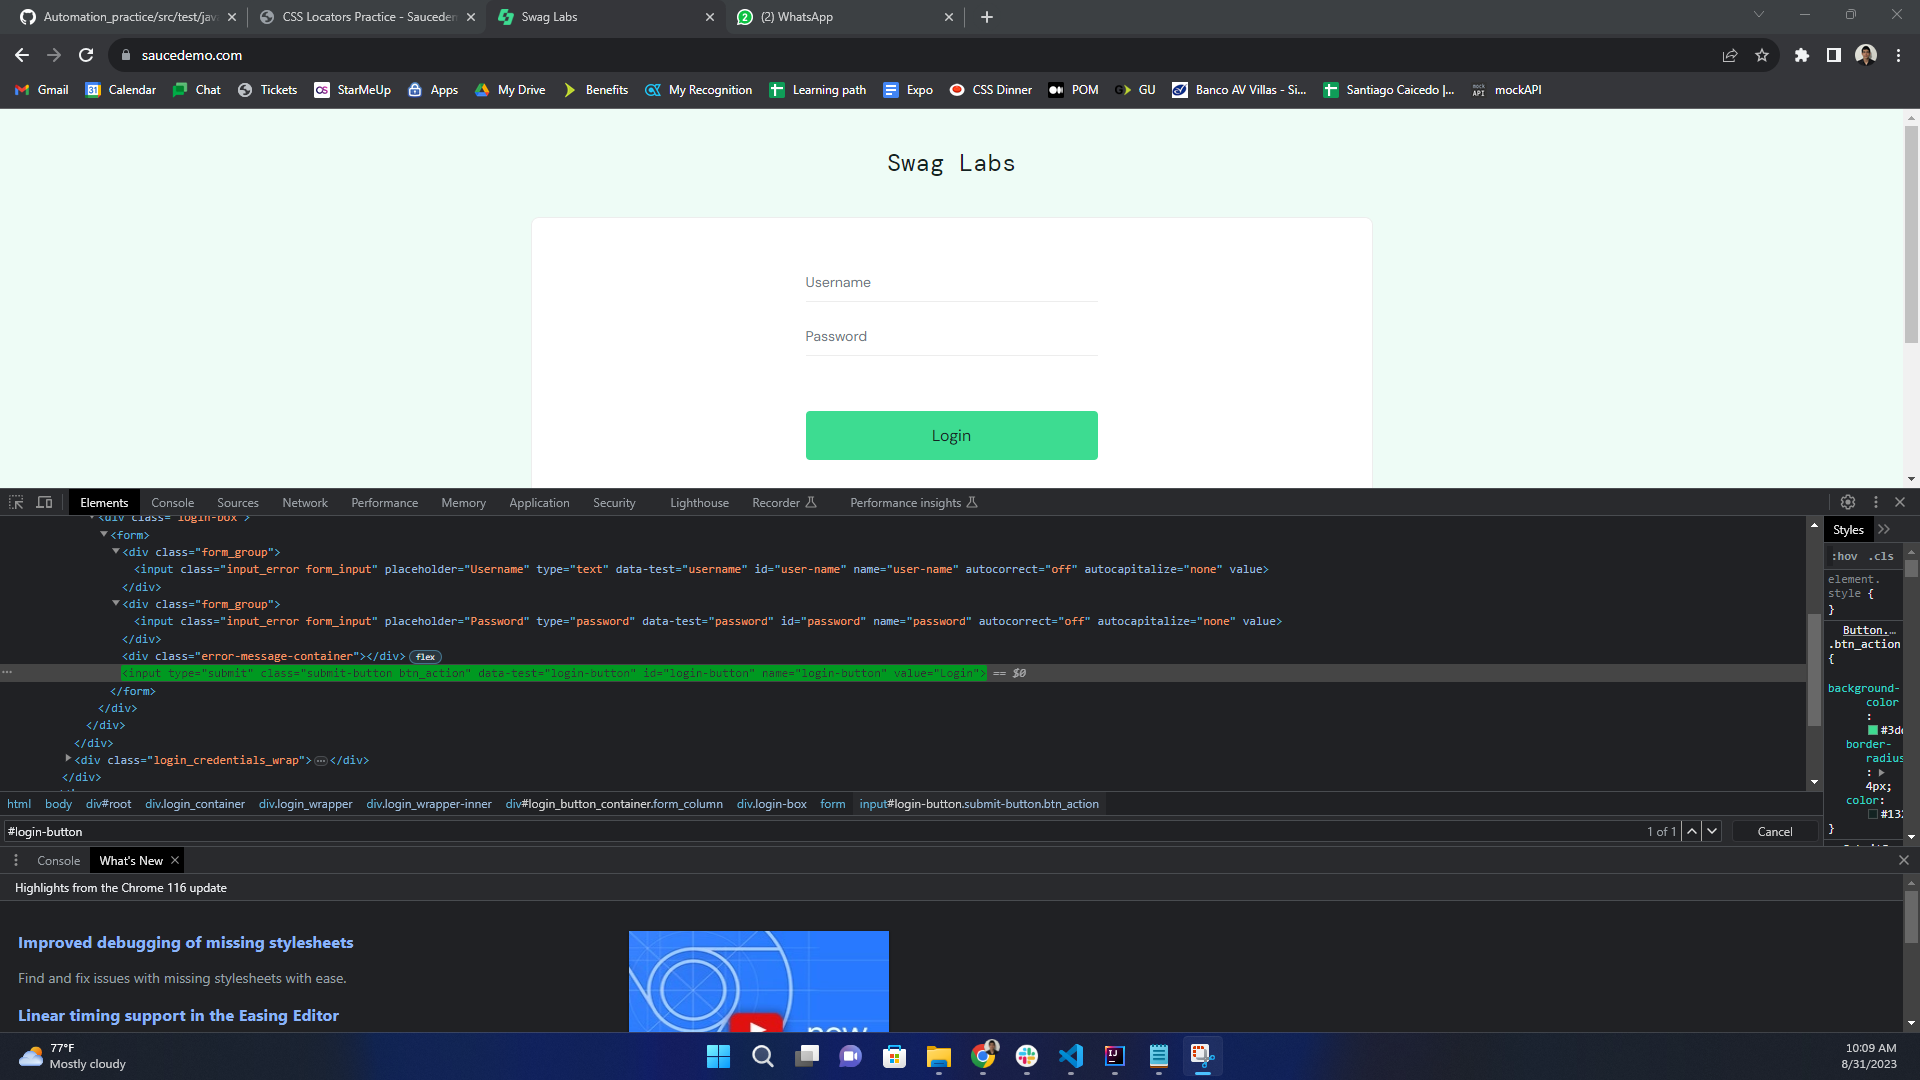 Automation_practice/src/test/java
CSS Locators Practice - Saucedem
Swag Labs
(2) WhatsApp
saucedemo.com
Gmail
Calendar
Chat
Tickets
StarMeUp
Apps
My Drive
Benefits
My Recognition
Learning path
Expo
CSS Dinner
POM
GU
Banco AV Villas - Si...
Santiago Caicedo |...
mockAPI
Swag Labs
Username
Password
Login
Elements
Console
Sources
Network
Performance
Memory
Application
Security
Lighthouse
Recorder
Performance insights
<div class="login-box">
<form>
<div class="form_group">
<input class="input_error form_input" placeholder="Username" type="text" data-test="username" id="user-name" name="user-name" autocorrect="off" autocapitalize="none" value>
</div>
<div class="form_group">
<input class="input_error form_input" placeholder="Password" type="password" data-test="password" id="password" name="password" autocorrect="off" autocapitalize="none" value>
</div>
<div class="error-message-container"></div> flex
<input type="submit" class="submit-button btn_action" data-test="login-button" id="login-button" name="login-button" value="Login"> == $0
</form>
</div>
</div>
</div>
<div class="login_credentials_wrap">…</div>
</div>
html
body
div#root
div.login_container
div.login_wrapper
div.login_wrapper-inner
div#login_button_container.form_column
div.login-box
form
input#login-button.submit-button.btn_action
#login-button
1 of 1
Cancel
Styles
:hov .cls
element.
style {
}
Button....
.btn_action
{
background-
color
:
#3dd
border-
radius
:
4px;
color:
#132
}
Console
What's New
Highlights from the Chrome 116 update
Improved debugging of missing stylesheets
Find and fix issues with missing stylesheets with ease.
Linear timing support in the Easing Editor
new
77°F
Mostly cloudy
10:09 AM
8/31/2023